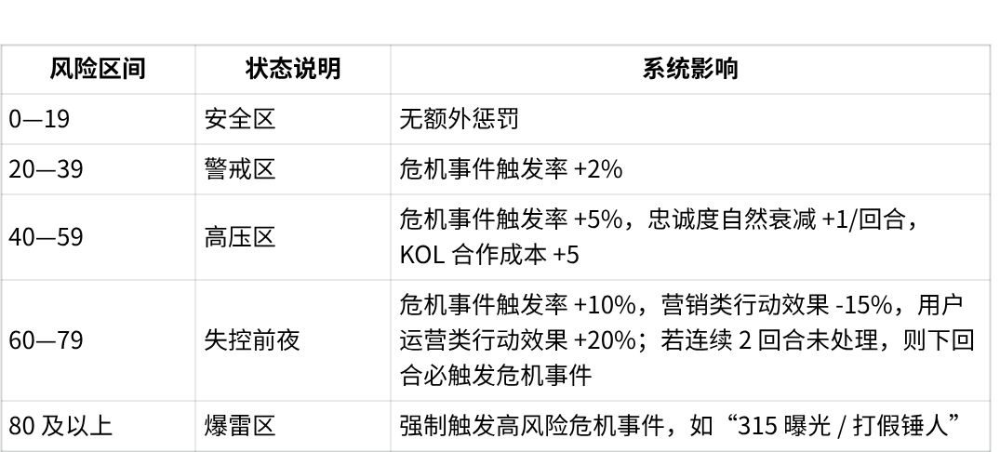 风险区间 状态说明 系统影响
0—19 安全区 无额外惩罚
20—39 警戒区 危机事件触发率 +2%
40—59 高压区 危机事件触发率 +5%，忠诚度自然衰减 +1/回合，
KOL 合作成本 +5
60—79 失控前夜 危机事件触发率 +10%，营销类行动效果 -15%，用户
运营类行动效果 +20%；若连续 2 回合未处理，则下回
合必触发危机事件
80 及以上 爆雷区 强制触发高风险危机事件，如“315 曝光 / 打假锤人”